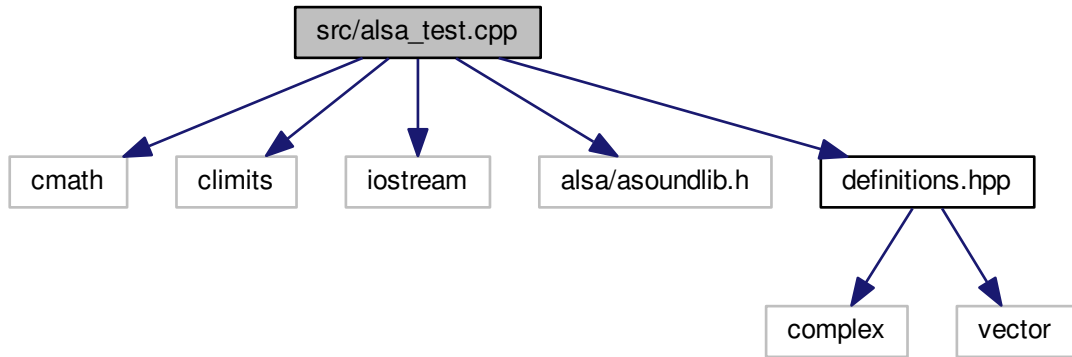 src/alsa_test.cpp
cmath
climits
iostream
alsa/asoundlib.h
definitions.hpp
complex
vector